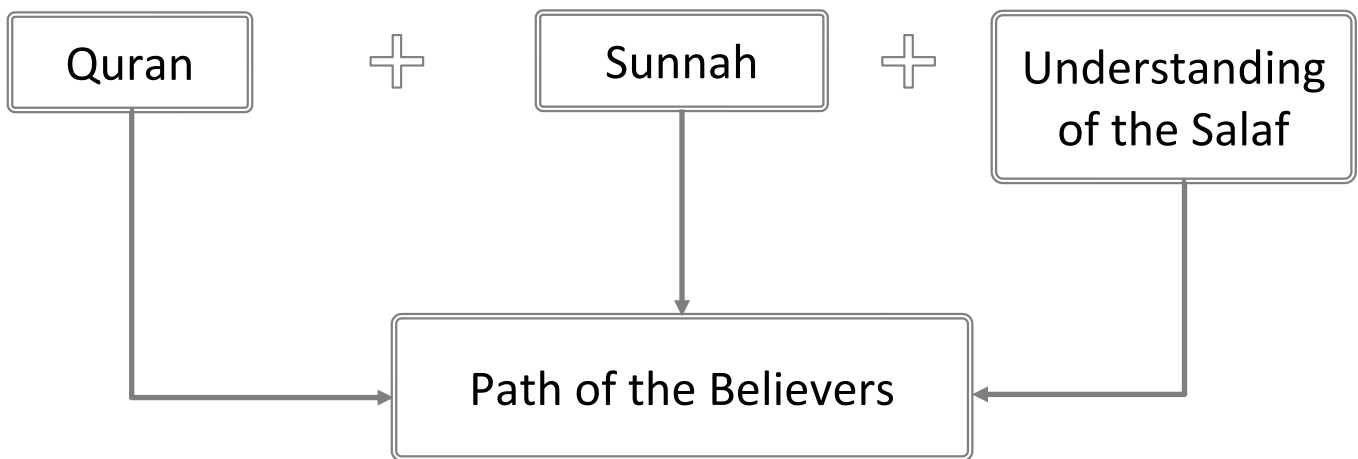 Quran
Sunnah
Understanding
of the Salaf
Path of the Believers